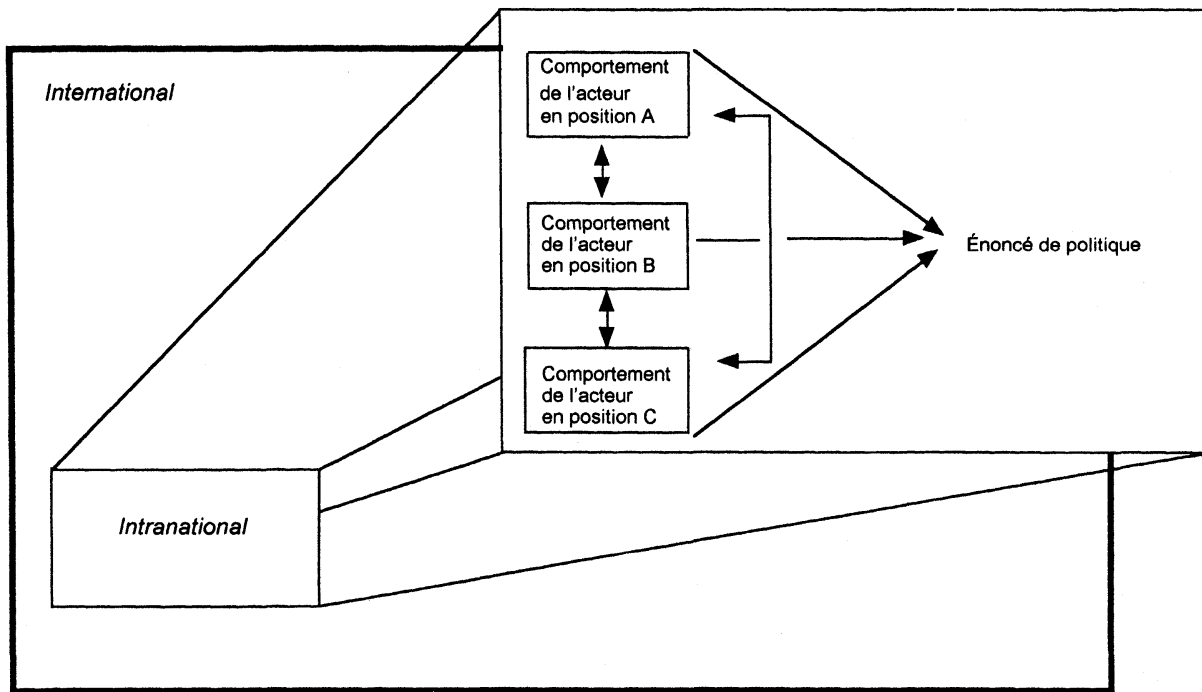 International
Comportement
de l'acteur
en position A
Comportement
de l'acteur
en position B
Énoncé de politique
Comportement
de l'acteur
en position C
Intranational